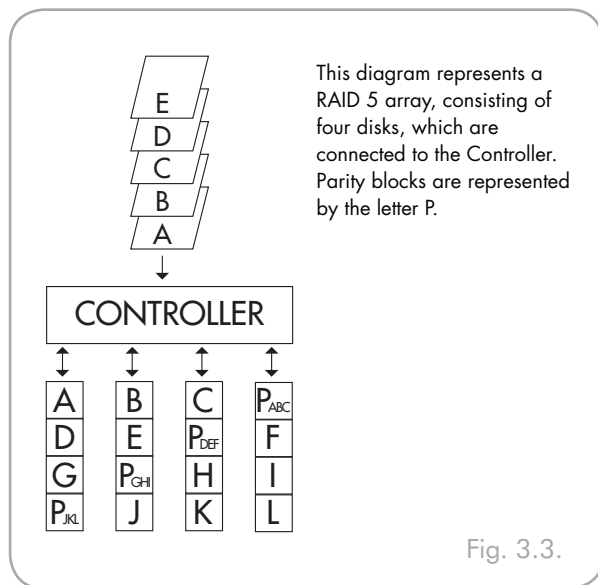 This diagram represents a
RAID 5 array, consisting of
four disks, which are
connected to the Controller.
Parity blocks are represented
by the letter P.
E
D
C
B
A
CONTROLLER
A B C PABC
D E PDEF F
G PGHI H I
PJKL J K L
Fig. 3.3.